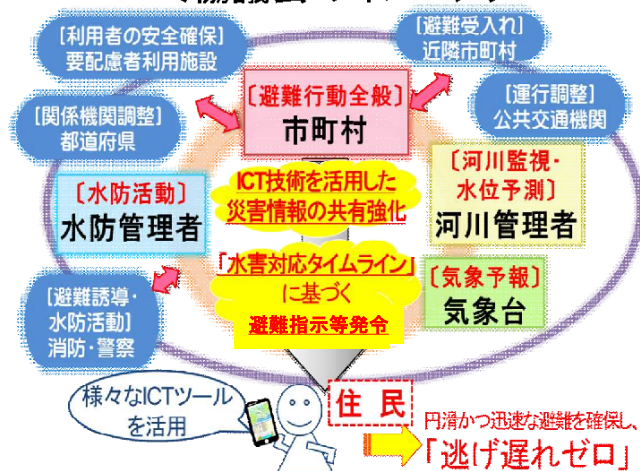 [利用者の安全確保]
要配慮者利用施設
[避難受入れ]
近隣市町村
[関係機関調整]
都道府県
〔避難行動全般〕
市町村
[運行調整]
公共交通機関
〔水防活動〕
水防管理者
ICT技術を活用した
災害情報の共有強化
〔河川監視・
水位予測〕
河川管理者
「水害対応タイムライン」
に基づく
避難指示等発令
〔気象予報〕
気象台
[避難誘導・
水防活動]
消防・警察
様々なICTツール
を活用
住 民
円滑かつ迅速な避難を確保し、
「逃げ遅れゼロ」